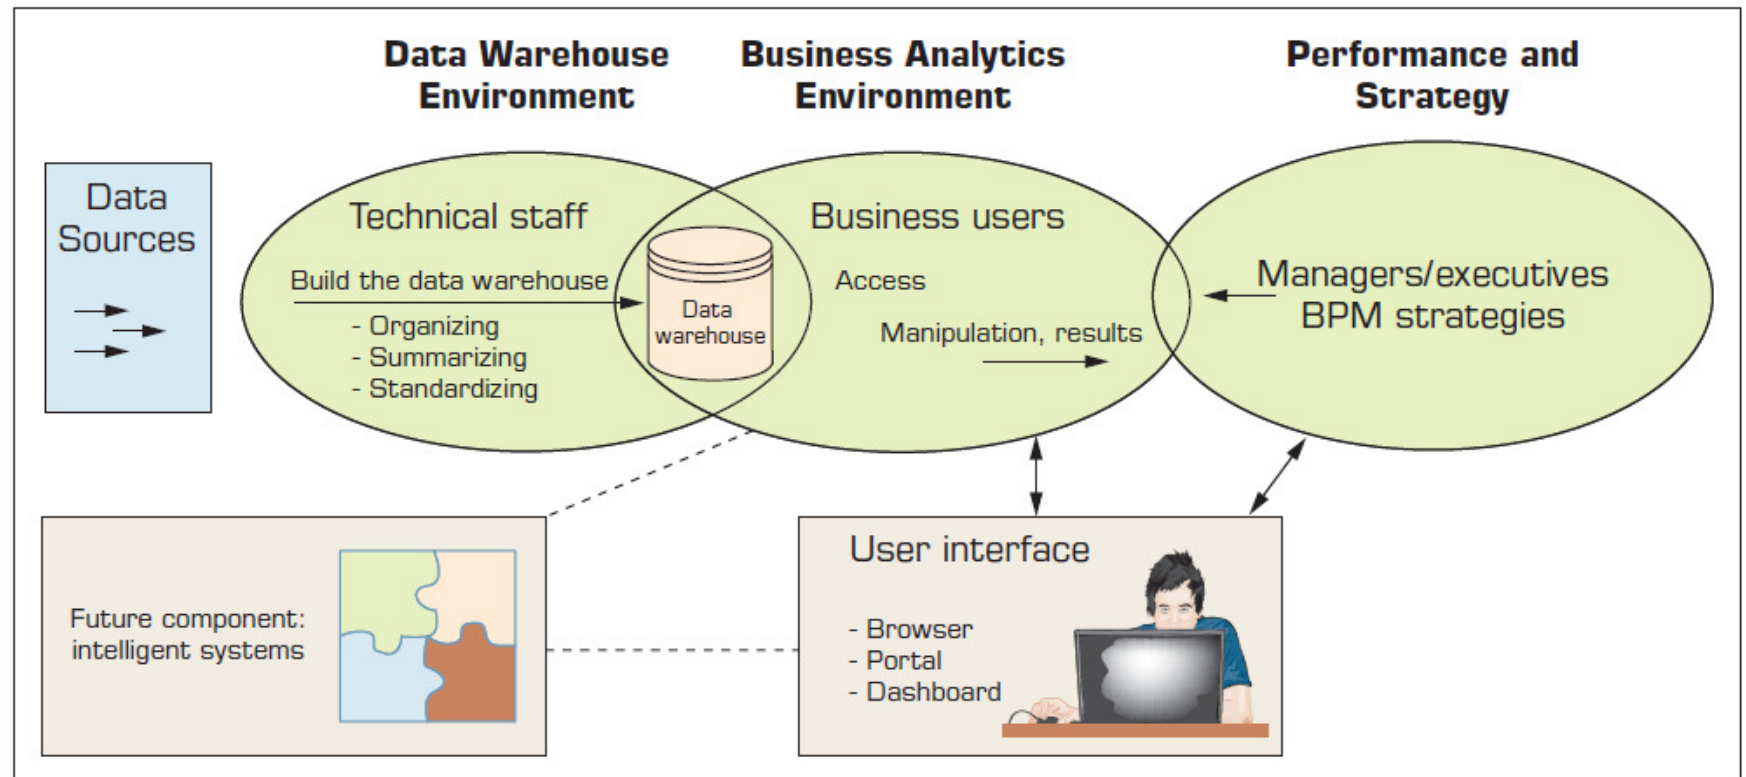 Data Warehouse
Environment
Business Analytics
Environment
Performance and
Strategy
Data
Sources
Technical staff
Build the data warehouse
- Organizing
- Summarizing
- Standardizing
Data
warehouse
Business users
Access
Manipulation, results
Managers/executives
BPM strategies
Future component:
intelligent systems
User interface
- Browser
- Portal
- Dashboard